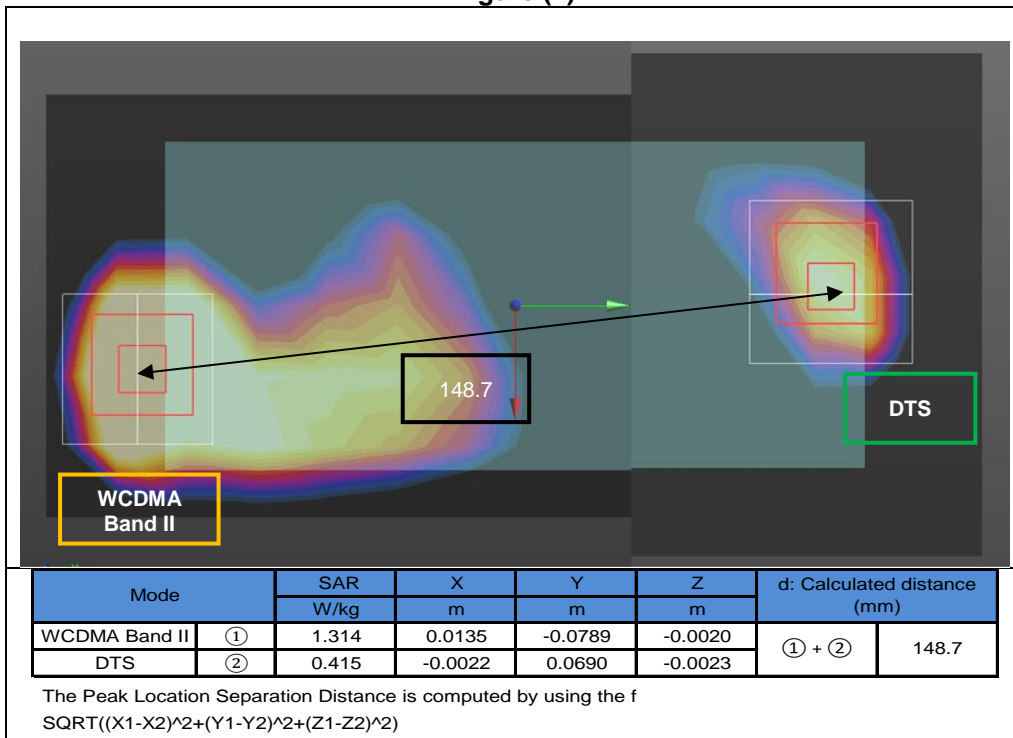 148.7
DTS
WCDMA
Band II
Mode SAR X Y Z d: Calculated distance
(mm)
W/kg m m m
WCDMA Band II ① 1.314 0.0135 -0.0789 -0.0020 ① + ② 148.7
DTS ② 0.415 -0.0022 0.0690 -0.0023
The Peak Location Separation Distance is computed by using the f
SQRT((X1-X2)^2+(Y1-Y2)^2+(Z1-Z2)^2)